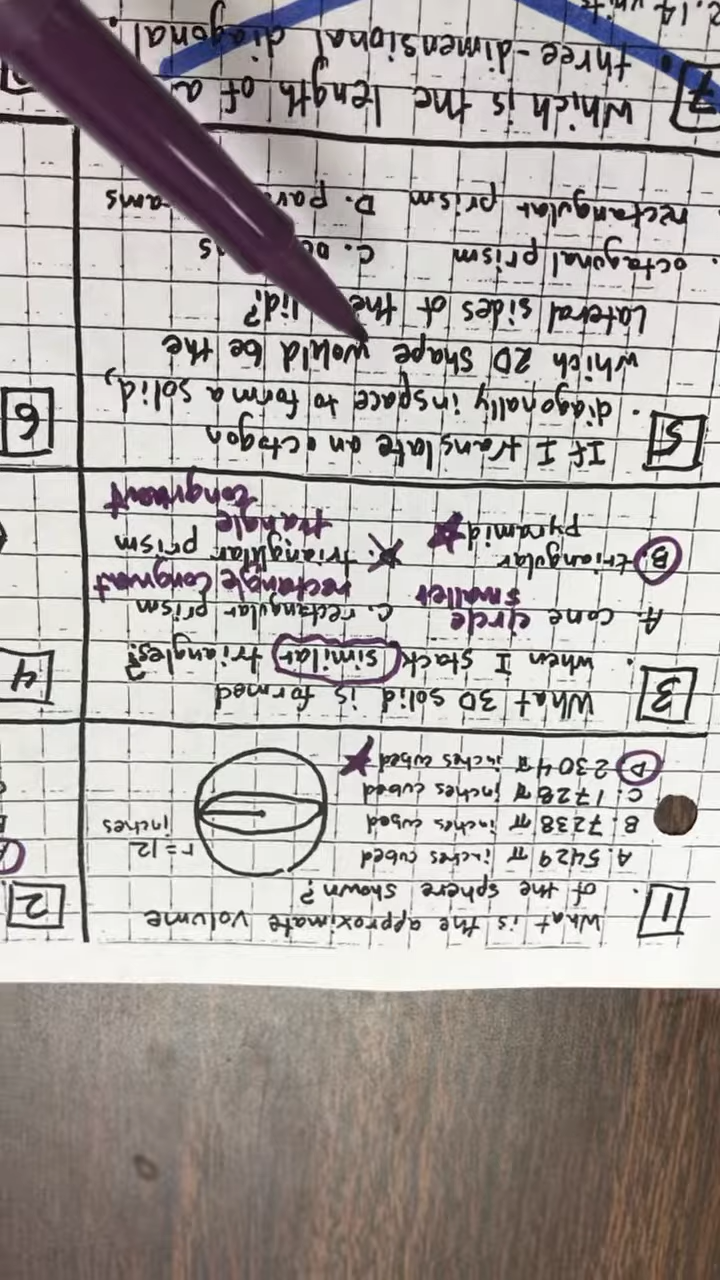 1. What is the approximate volume
of the sphere shown?
A. 5429 π inches cubed
B. 7238 π inches cubed
C. 1728 π inches cubed
D. 2304 π inches cubed
r=12
inches
2
3. What 3D solid is formed
when I stack similar triangles?
A. cone circle smaller
B. triangular pyramid
C. rectangular prism rectangle congruent
triangular prism triangle congruent
4
5. If I translate an octagon
diagonally in space to form a solid,
which 2D shape would be the
lateral sides of the
octagonal prism C.
rectangular prism D.
6
7. Which is the length of a
three-dimensional diagonal
14 units